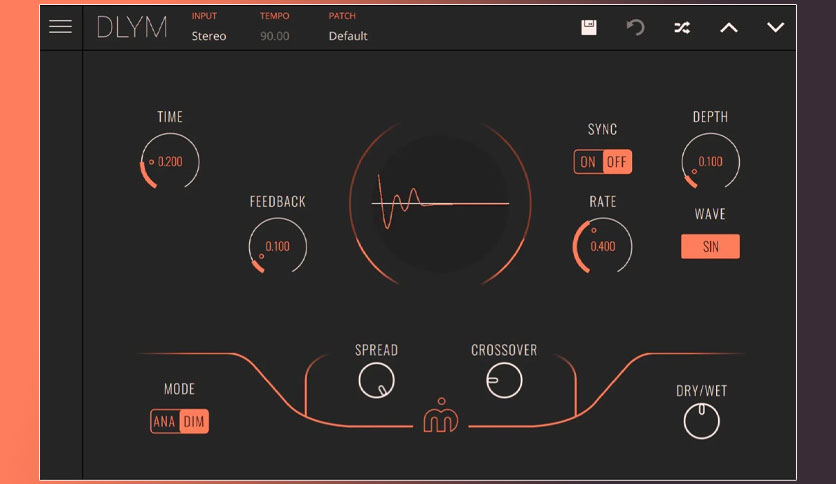 DLYM
INPUT
Stereo
TEMPO
90.00
PATCH
Default
TIME
0.200
FEEDBACK
0.100
SYNC
ON OFF
RATE
0.400
DEPTH
0.100
WAVE
SIN
SPREAD
CROSSOVER
MODE
ANA DIM
DRY/WET